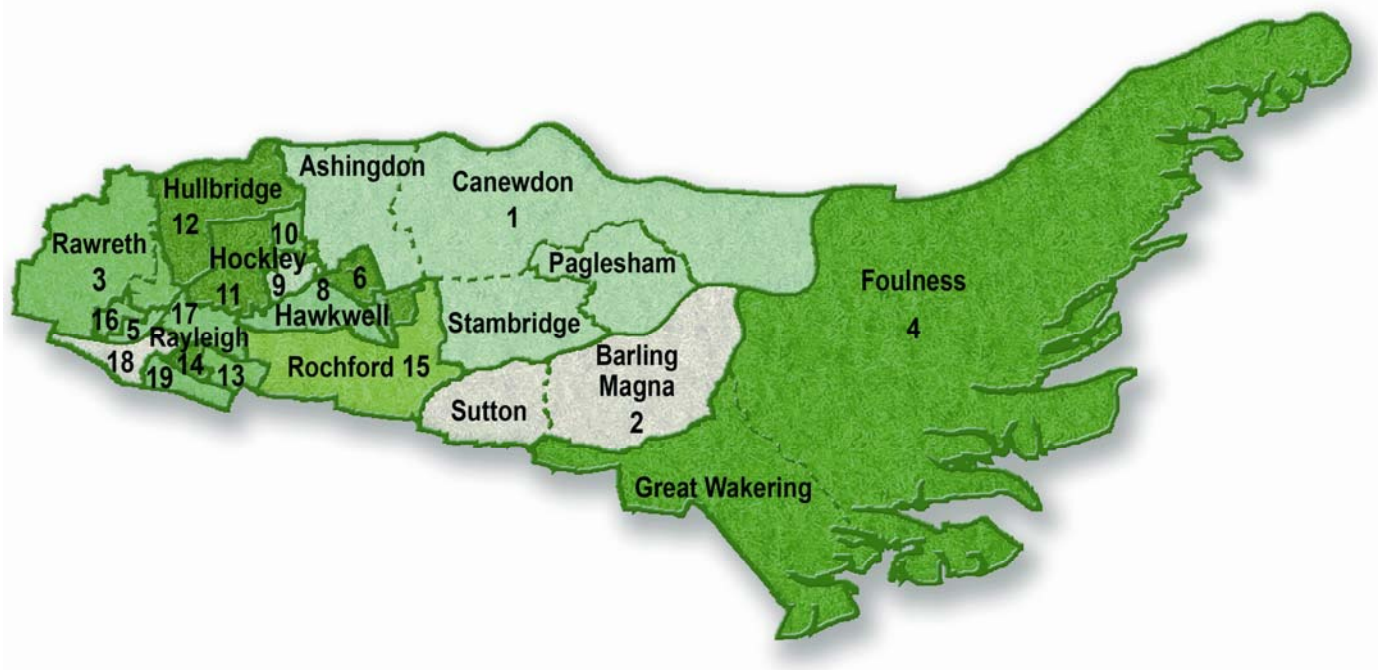 Ashingdon
Canewdon
1
Hullbridge
12
10
Rawreth
3
Hockley
9
8
6
11
Paglesham
Foulness
4
16
5
17
Hawkwell
Stambridge
Rayleigh
18
14
19
13
Rochford 15
Barling
Magna
2
Sutton
Great Wakering